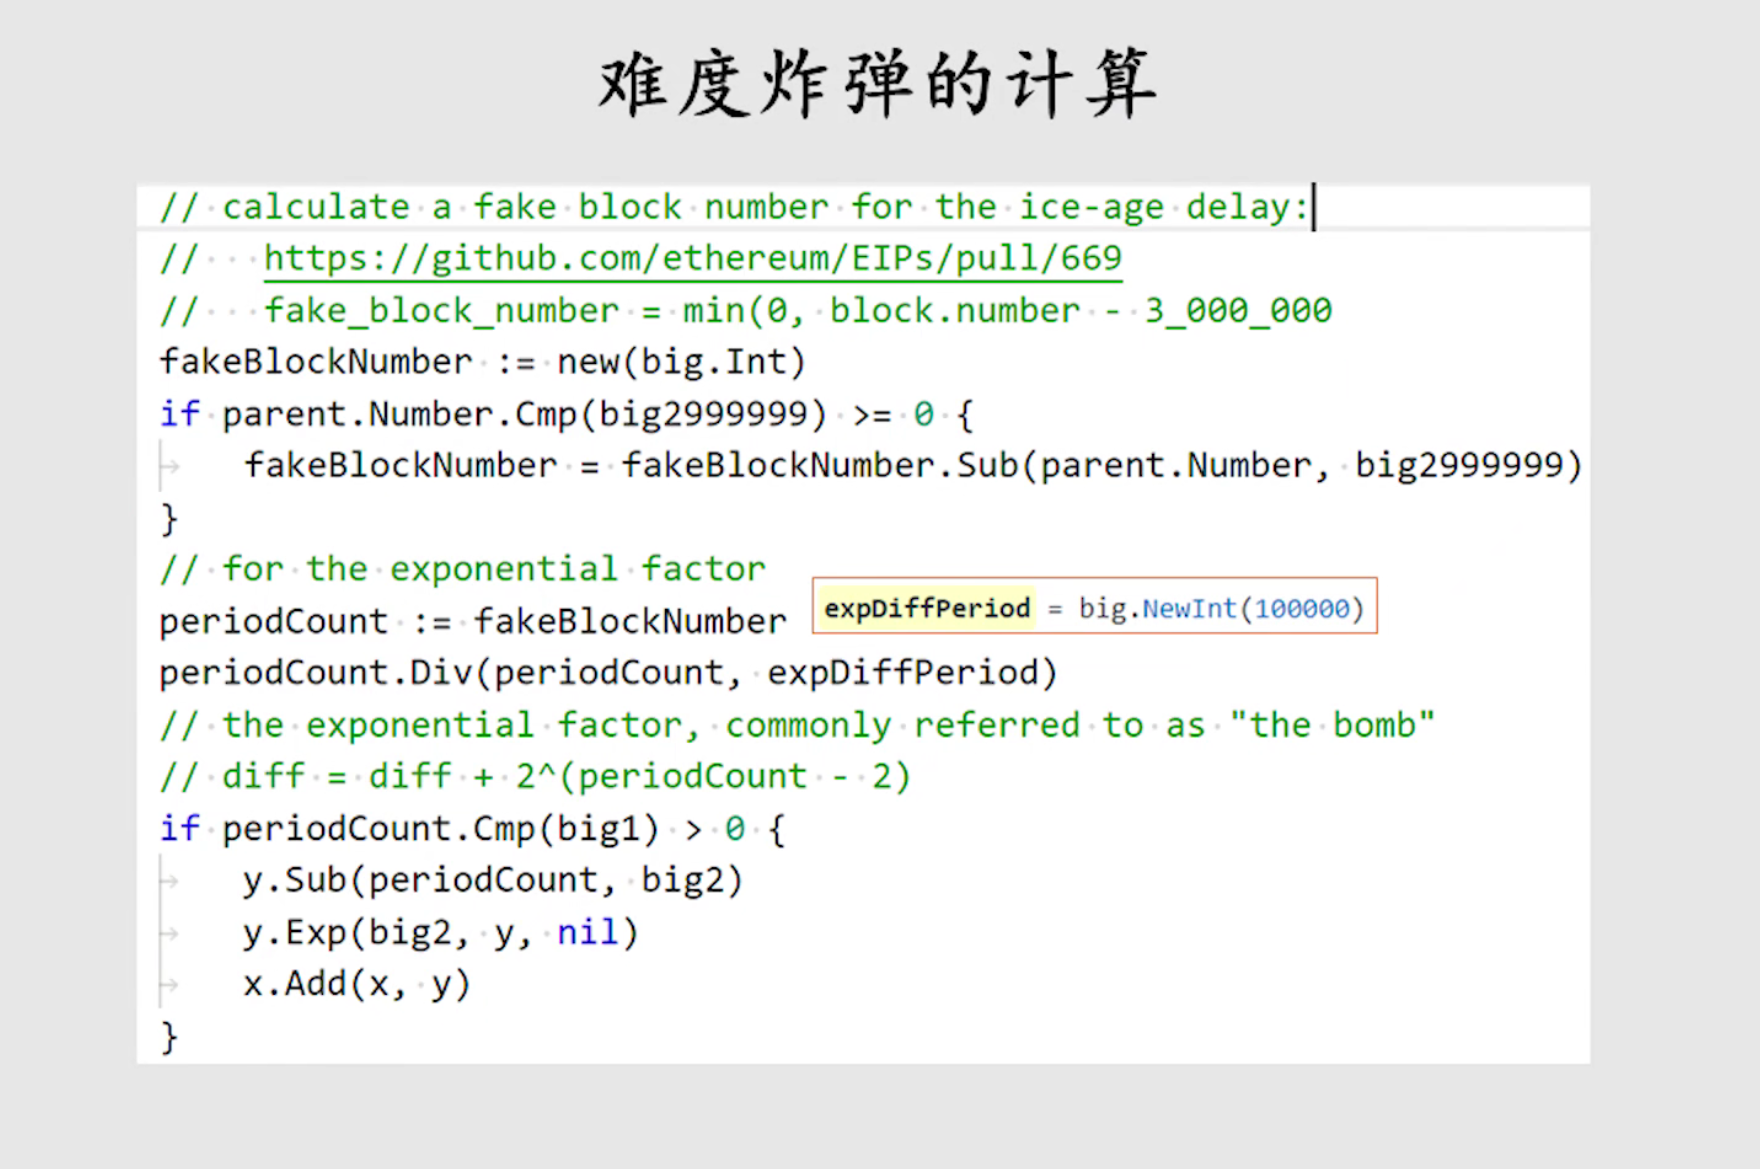 难度炸弹的计算
// calculate a fake block number for the ice-age delay:
//   https://github.com/ethereum/EIPs/pull/669
//   fake_block_number = min(0, block.number - 3_000_000
fakeBlockNumber := new(big.Int)
if parent.Number.Cmp(big2999999) >= 0 {
    fakeBlockNumber = fakeBlockNumber.Sub(parent.Number, big2999999)
}
// for the exponential factor
periodCount := fakeBlockNumber
expDiffPeriod = big.NewInt(100000)
periodCount.Div(periodCount, expDiffPeriod)
// the exponential factor, commonly referred to as "the bomb"
// diff = diff + 2^(periodCount - 2)
if periodCount.Cmp(big1) > 0 {
    y.Sub(periodCount, big2)
    y.Exp(big2, y, nil)
    x.Add(x, y)
}